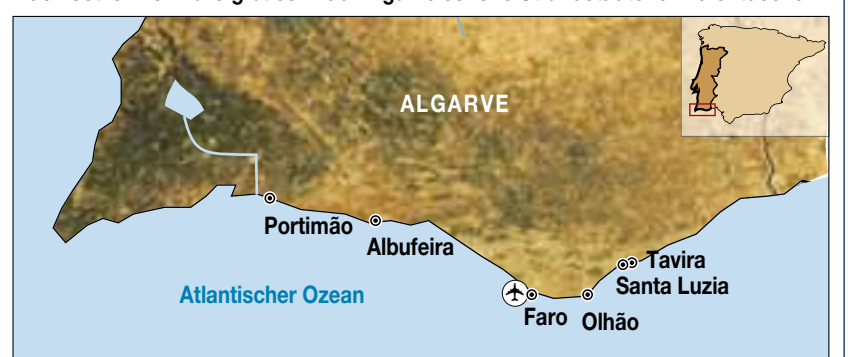 ALGARVE
Portimão
Albufeira
Tavira
Santa Luzia
Atlantischer Ozean
Faro Olhão